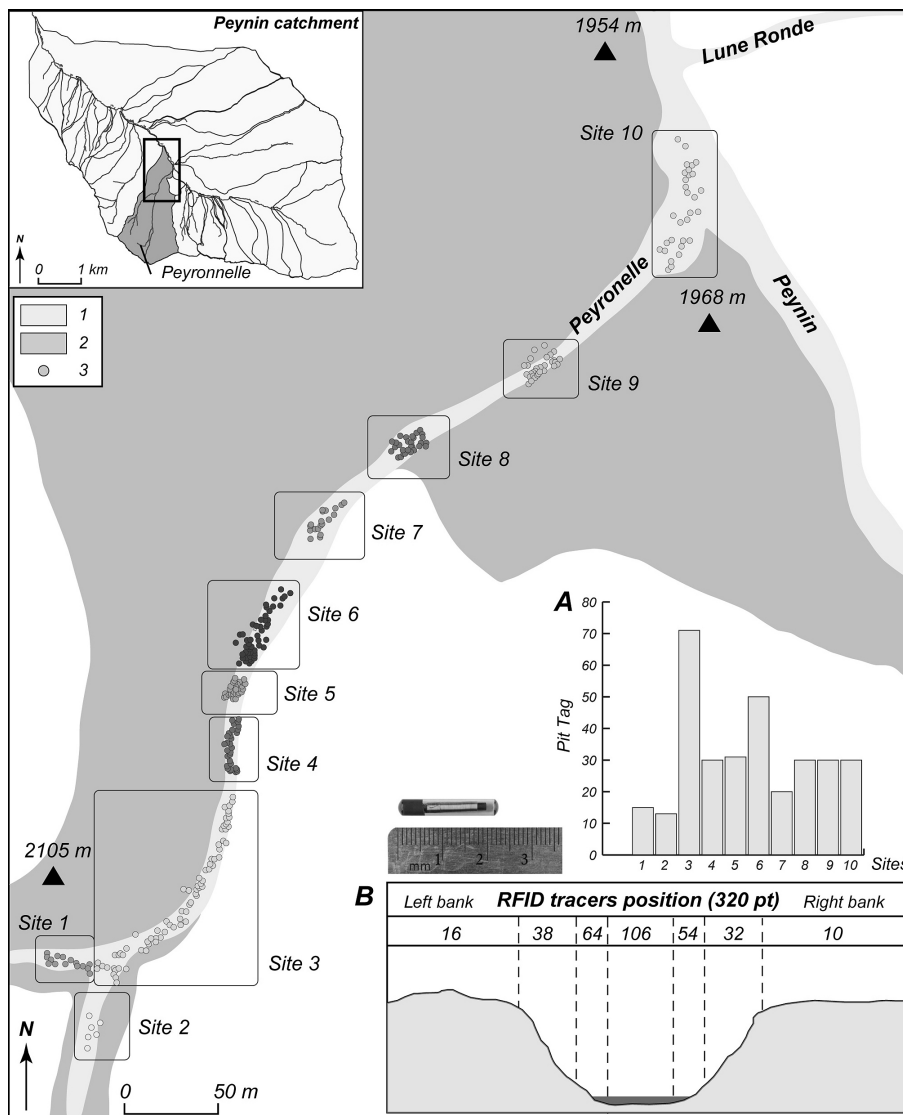 Peynin catchment
N
0 1 km
Peyronnelle
1
2
3
1954 m
Lune Ronde
Site 10
Peyronelle
1968 m
Peynin
Site 9
Site 8
Site 7
Site 6
Site 5
Site 4
2105 m
Site 1
Site 3
Site 2
N
0 50 m
mm 1 2 3
A
Pit Tag
80
70
60
50
40
30
20
10
0
1 2 3 4 5 6 7 8 9 10 Sites
B
Left bank RFID tracers position (320 pt) Right bank
16 38 64 106 54 32 10